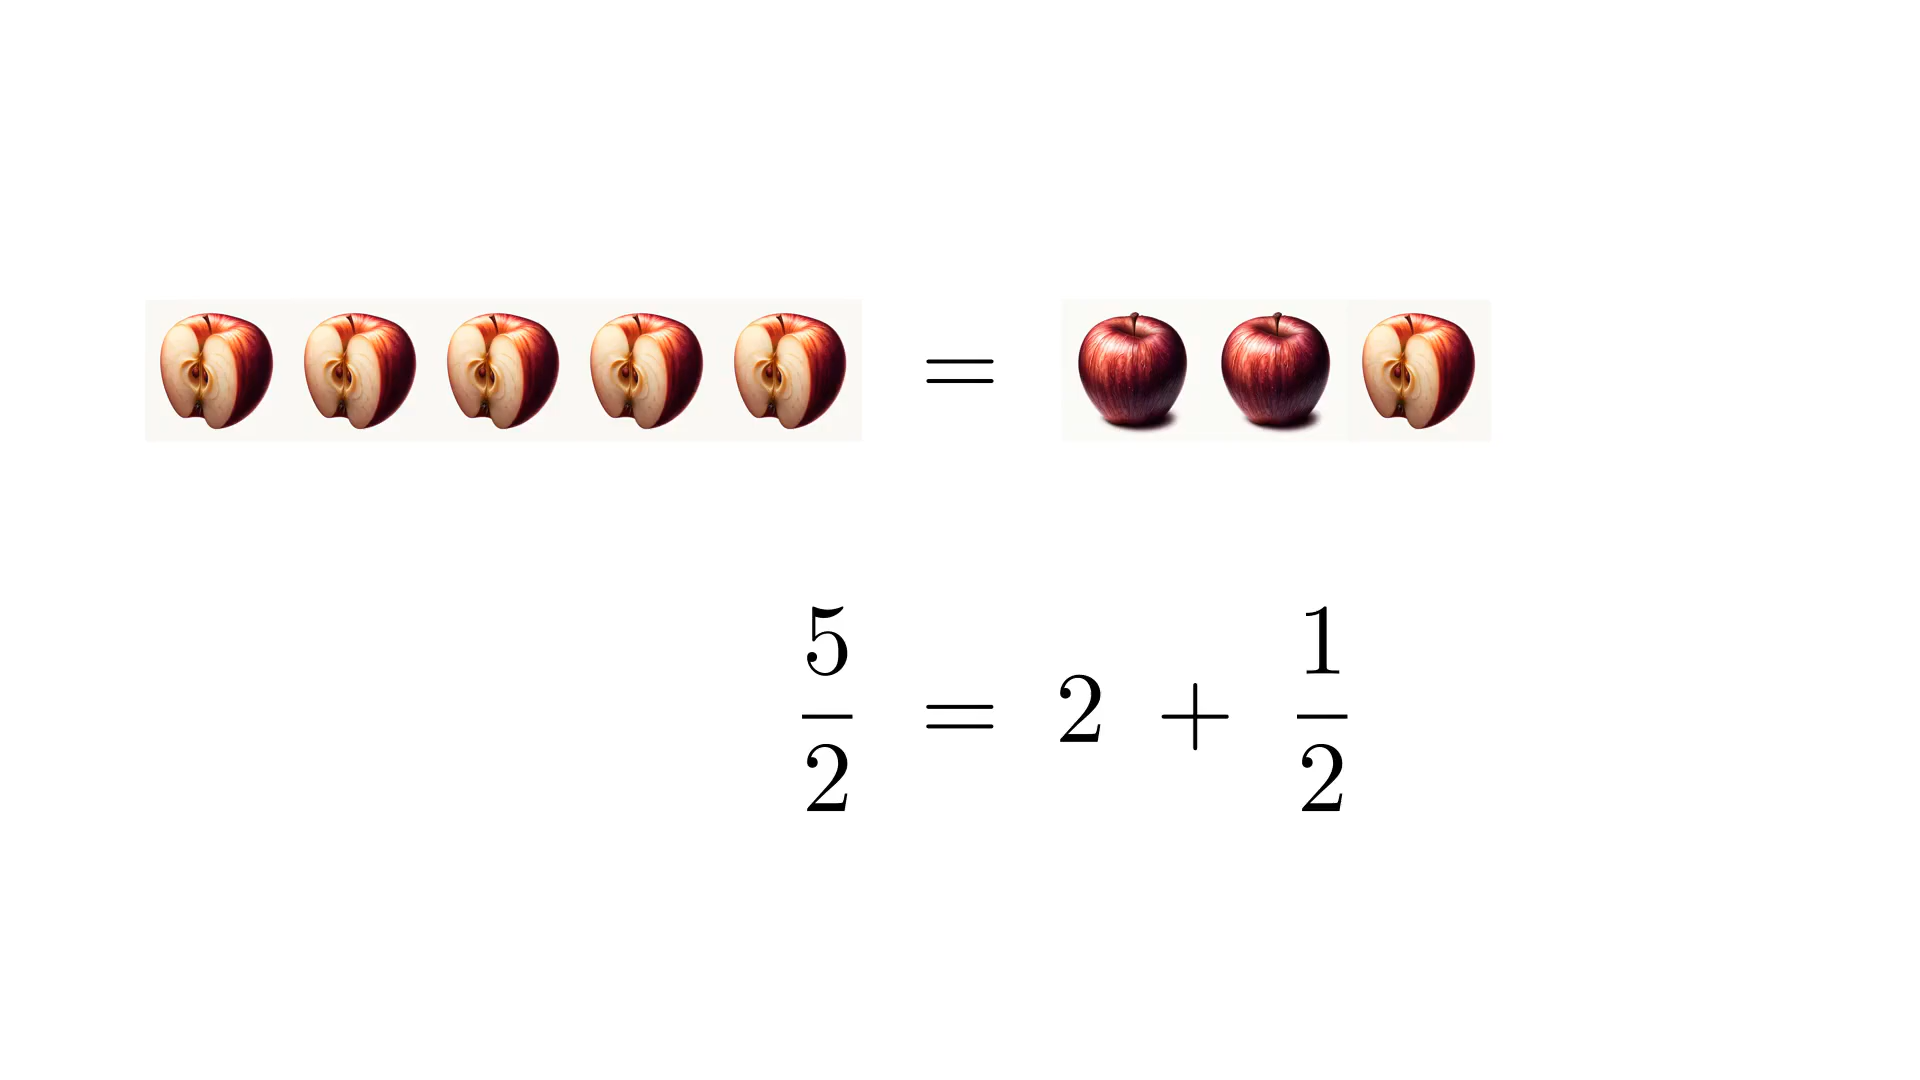 =
5/2 = 2 + 1/2